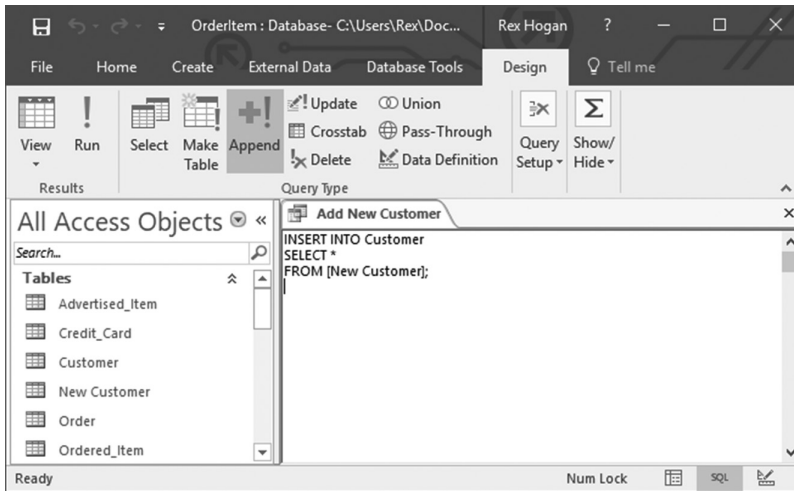 OrderItem : Database- C:\Users\Rex\Doc...
Rex Hogan
?
File
Home
Create
External Data
Database Tools
Design
Tell me
View
Run
Select
Make
Table
Append
Update
Crosstab
Delete
Union
Pass-Through
Data Definition
Query
Setup
Show/
Hide
Results
Query Type
All Access Objects
Search...
Tables
Advertised_Item
Credit_Card
Customer
New Customer
Order
Ordered_Item
Add New Customer
INSERT INTO Customer
SELECT *
FROM [New Customer];
Ready
Num Lock
SQL